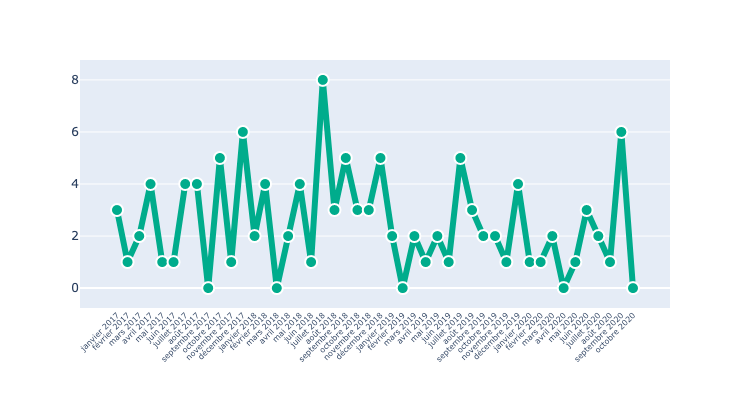 8
6
4
2
0
janvier 2017
février 2017
mars 2017
avril 2017
mai 2017
juin 2017
juillet 2017
août 2017
septembre 2017
octobre 2017
novembre 2017
décembre 2017
janvier 2018
février 2018
mars 2018
avril 2018
mai 2018
juin 2018
juillet 2018
août 2018
septembre 2018
octobre 2018
novembre 2018
décembre 2018
janvier 2019
février 2019
mars 2019
avril 2019
mai 2019
juin 2019
juillet 2019
août 2019
septembre 2019
octobre 2019
novembre 2019
décembre 2019
janvier 2020
février 2020
mars 2020
avril 2020
mai 2020
juin 2020
juillet 2020
août 2020
septembre 2020
octobre 2020